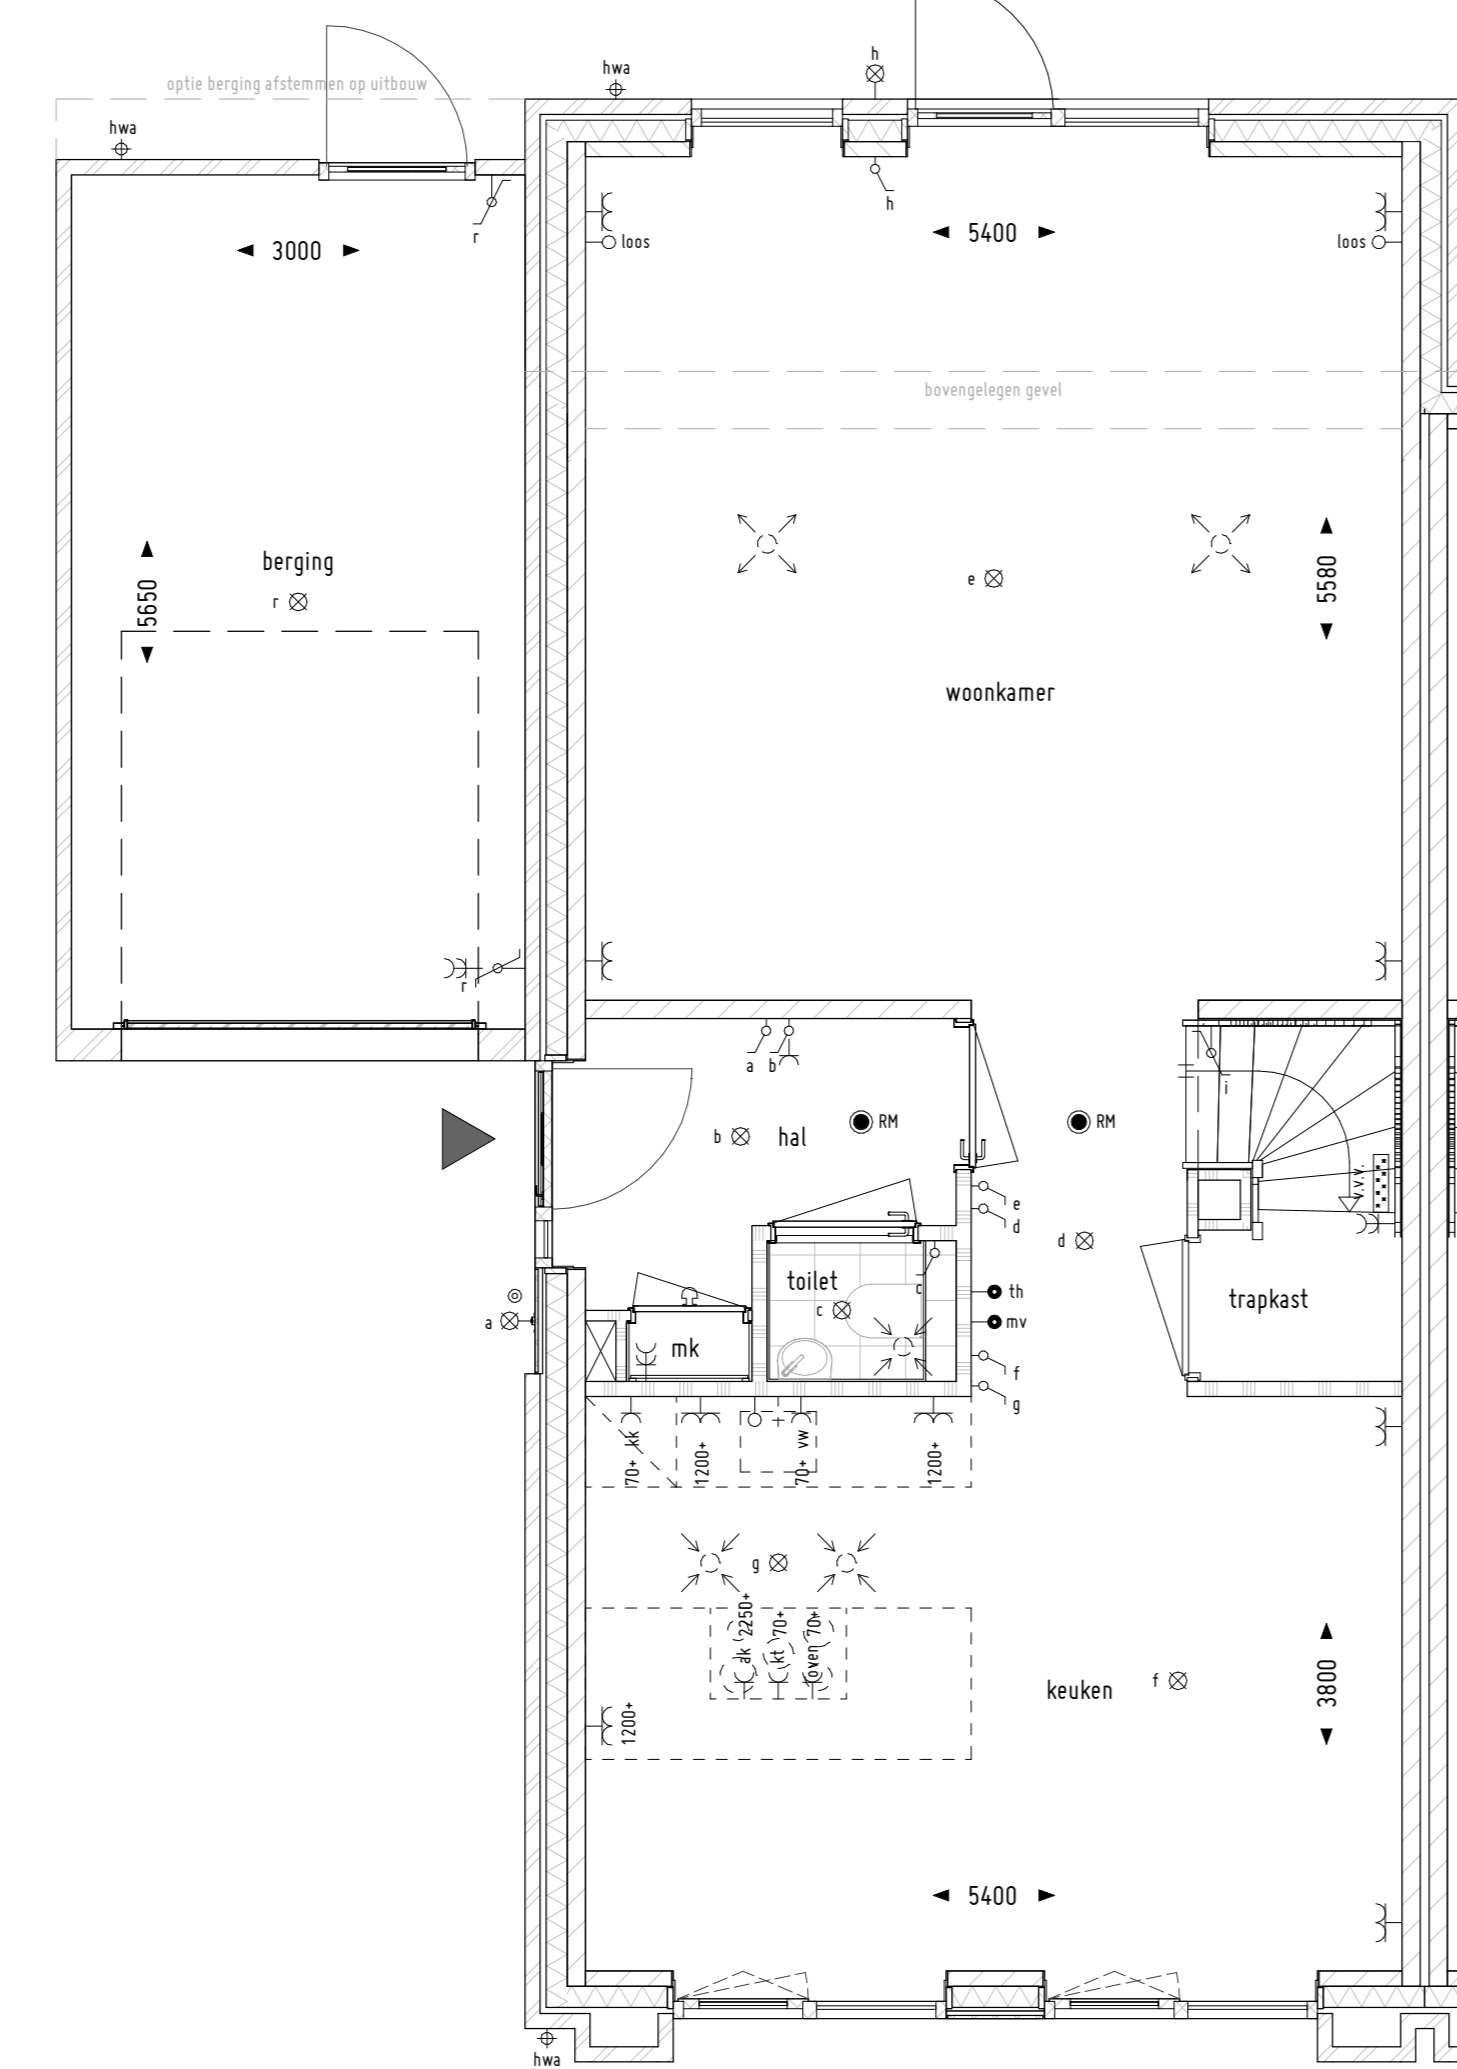 h
hwa
optie berging afstemmen op uitbouw
hwa
h
r
3000
5400
loos
loos
bovengelegen gevel
berging
r
5650
e
5580
woonkamer
r
a
b
i
b
hal
RM
RM
v.v.v.
e
d
d
toilet
c
c
th
trapkast
a
mv
mk
f
g
70+ kk
1200+
70+ vw
1200+
g
dk 2250+
kt 70+
oven 70+
keuken
f
3800
1200+
5400
hwa